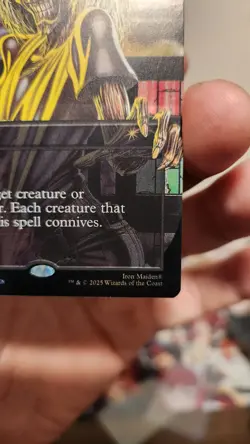 get creature or
r. Each creature that
is spell connives.
Iron Maiden®
™ & © 2025 Wizards of the Coast